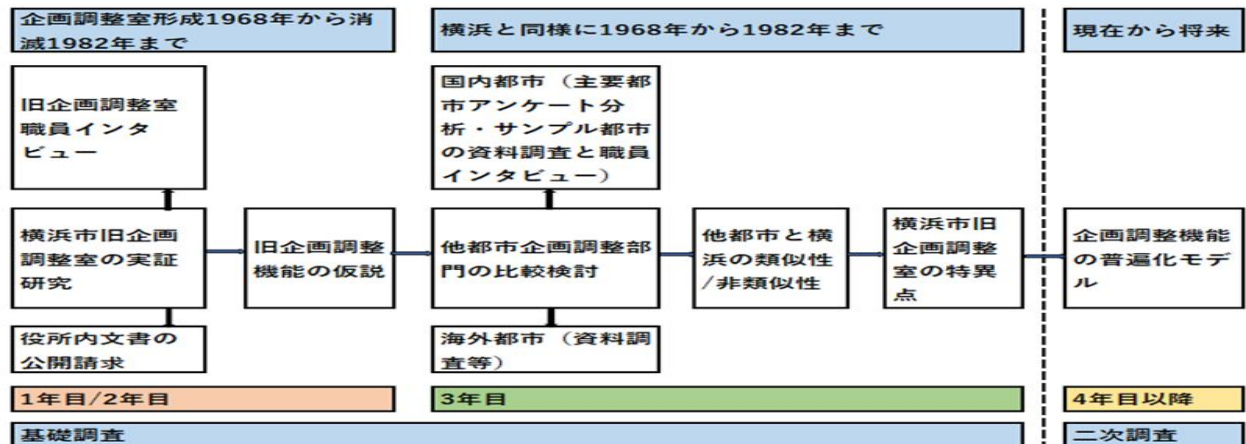 企画調整室形成1968年から消
減1982年まで
横浜と同様に1968年から1982年まで
現在から将来
旧企画調整室
職員インタ
ビュー
国内都市（主要都
市アンケート分
析・サンプル都市
の資料調査と職員
インタビュー）
横浜市旧企画
調整室の実証
研究
旧企画調整
機能の仮説
他都市企画調整部
門の比較検討
他都市と横
浜の類似性
/非類似性
横浜市旧
企画調整
室の特異
点
企画調整機能
の普遍化モデ
ル
役所内文書の
公開請求
海外都市（資料調
査等）
1年目/2年目
3年目
4年目以降
基礎調査
二次調査